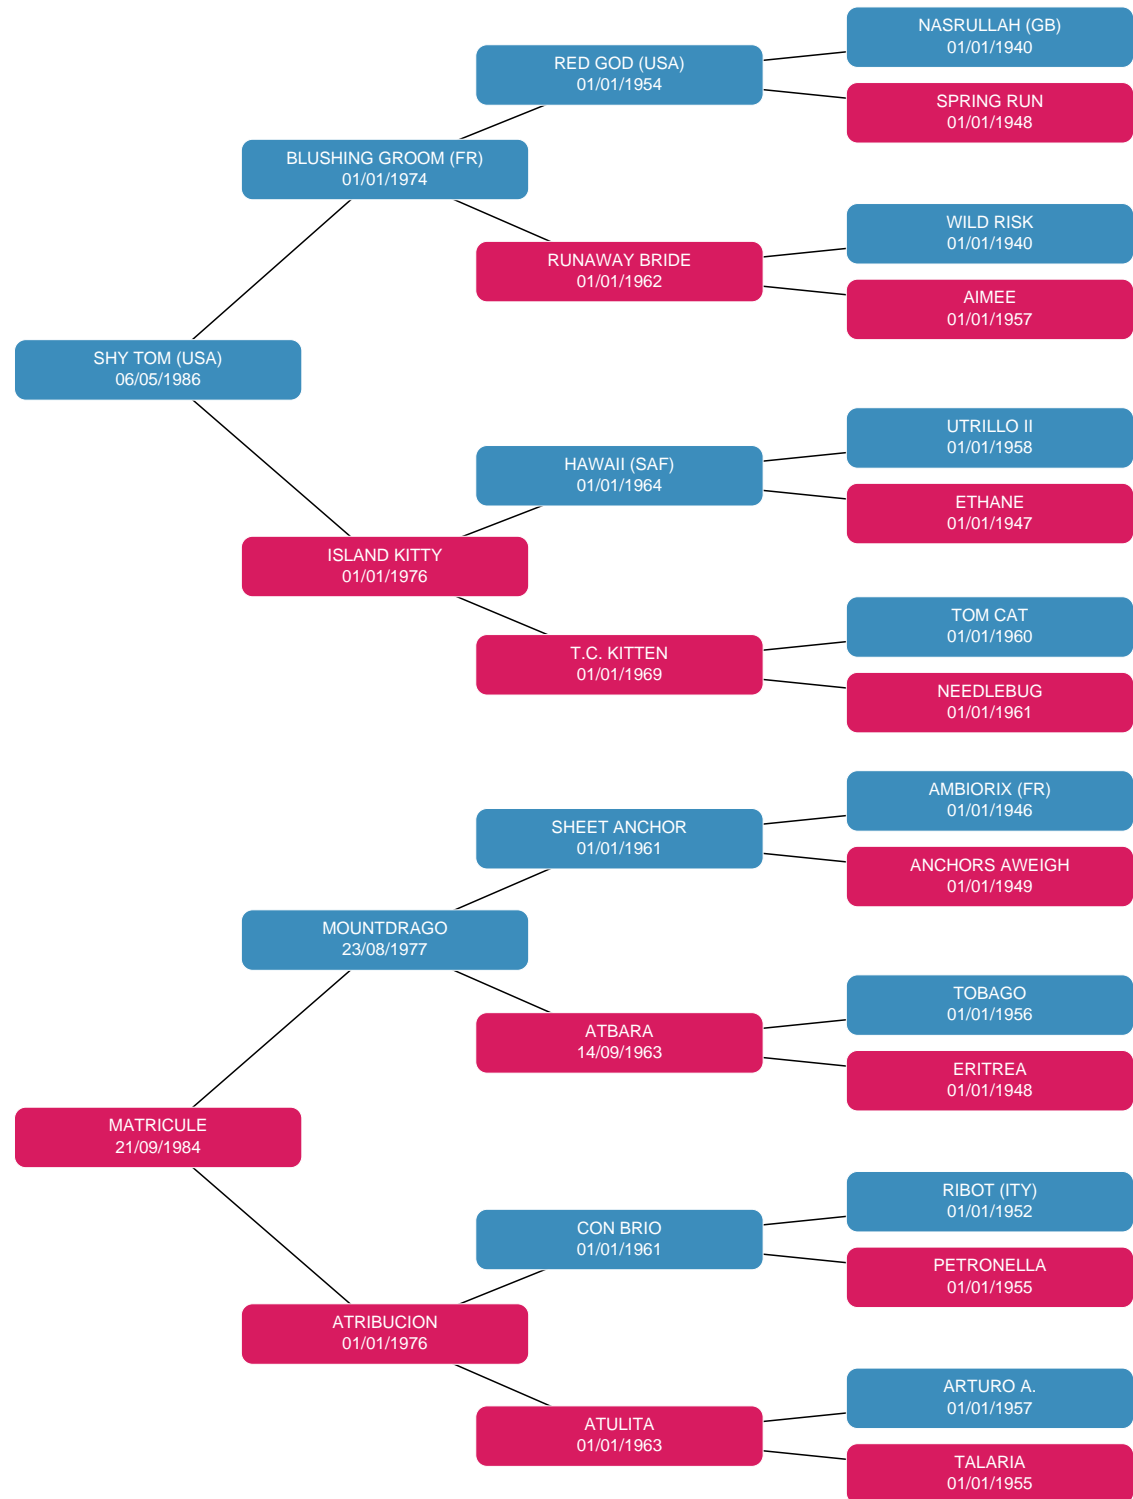 NASRULLAH (GB)
01/01/1940
RED GOD (USA)
01/01/1954
SPRING RUN
01/01/1948
BLUSHING GROOM (FR)
01/01/1974
WILD RISK
01/01/1940
RUNAWAY BRIDE
01/01/1962
AIMEE
01/01/1957
SHY TOM (USA)
06/05/1986
UTRILLO II
01/01/1958
HAWAII (SAF)
01/01/1964
ETHANE
01/01/1947
ISLAND KITTY
01/01/1976
TOM CAT
01/01/1960
T.C. KITTEN
01/01/1969
NEEDLEBUG
01/01/1961
AMBIORIX (FR)
01/01/1946
SHEET ANCHOR
01/01/1961
ANCHORS AWEIGH
01/01/1949
MOUNTDRAGO
23/08/1977
TOBAGO
01/01/1956
ATBARA
14/09/1963
ERITREA
01/01/1948
MATRICULE
21/09/1984
RIBOT (ITY)
01/01/1952
CON BRIO
01/01/1961
PETRONELLA
01/01/1955
ATRIBUCION
01/01/1976
ARTURO A.
01/01/1957
ATULITA
01/01/1963
TALARIA
01/01/1955